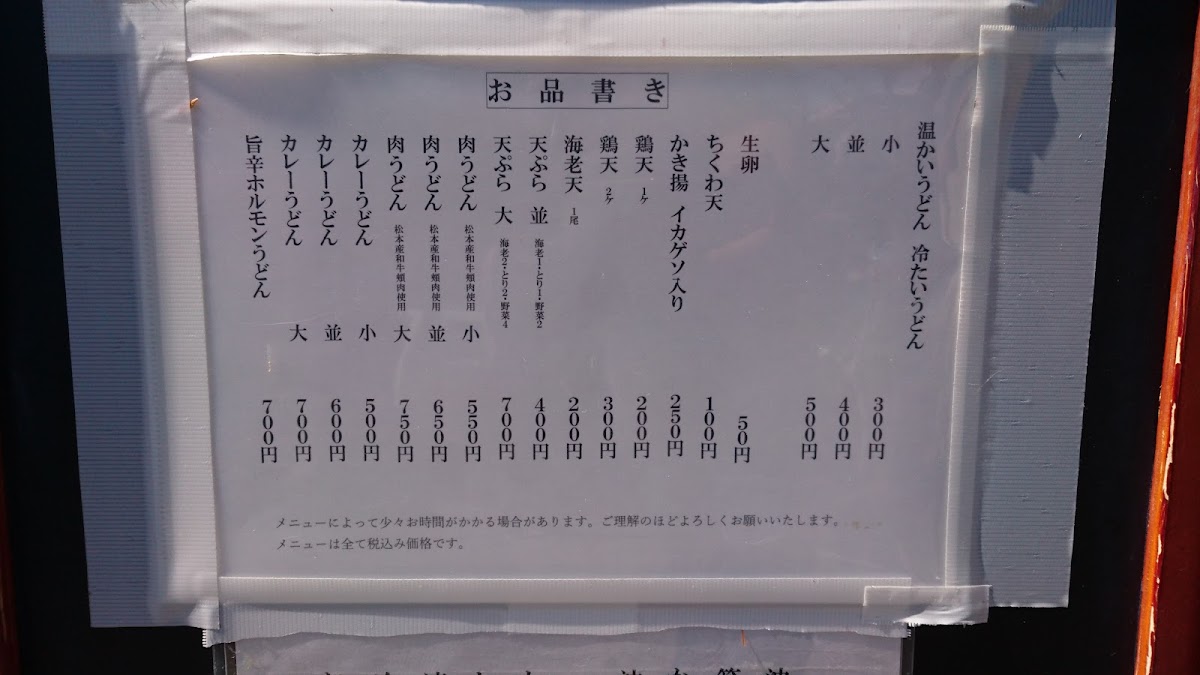 お品書き
温かいうどん 冷たいうどん
小 300円
並 400円
大 500円
生卵 50円
ちくわ天 100円
かき揚 イカゲソ入り 250円
鶏天 1ケ 200円
鶏天 2ケ 300円
海老天 1尾 200円
天ぷら 並 海老1・とり1・野菜2 400円
天ぷら 大 海老2・とり2・野菜4 700円
肉うどん 松本産和牛頬肉使用 小 550円
肉うどん 松本産和牛頬肉使用 並 650円
肉うどん 松本産和牛頬肉使用 大 750円
カレーうどん 小 500円
カレーうどん 並 600円
カレーうどん 大 700円
旨辛ホルモンうどん 700円
メニューによって少々お時間がかかる場合があります。ご理解のほどよろしくお願いいたします。
メニューは全て税込み価格です。